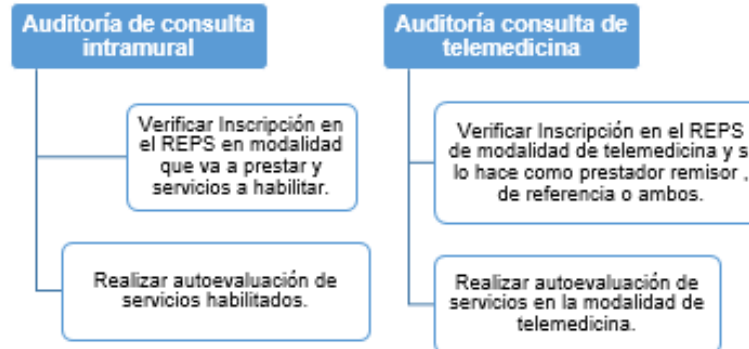 Auditoría de consulta
intramural
Verificar Inscripción en
el REPS en modalidad
que va a prestar y
servicios a habilitar.
Realizar autoevaluación de
servicios habilitados.
Auditoría consulta de
telemedicina
Verificar Inscripción en el REPS
de modalidad de telemedicina y s
lo hace como prestador remisor ,
de referencia o ambos.
Realizar autoevaluación de
servicios en la modalidad de
telemedicina.